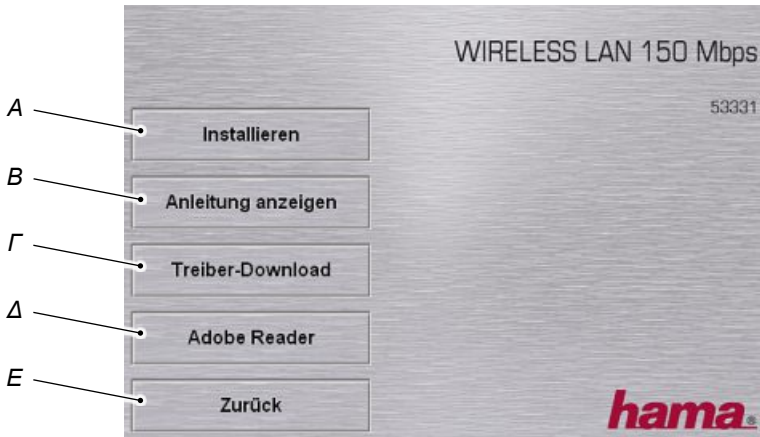 WIRELESS LAN 150 Mbps
53331
Α Installieren
Β Anleitung anzeigen
Γ Treiber-Download
Δ Adobe Reader
Ε Zurück
hama®